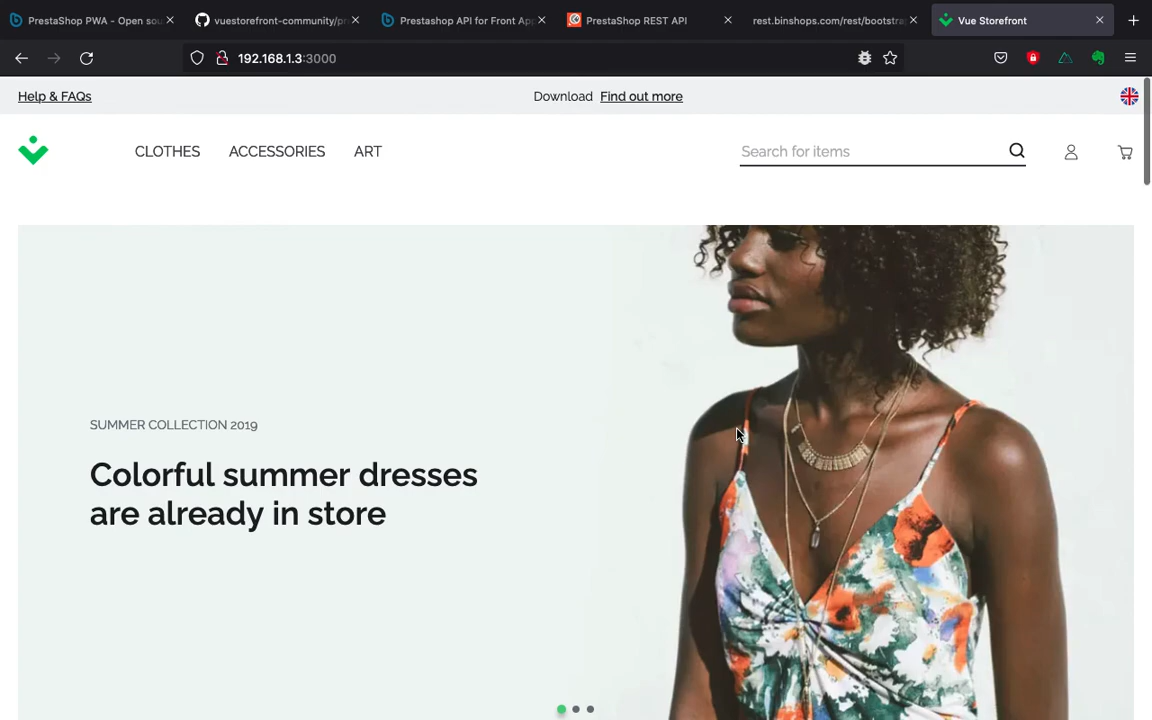 PrestaShop PWA - Open sou
vuestorefront-community/pr
Prestashop API for Front App
PrestaShop REST API
rest.binshops.com/rest/bootstra
Vue Storefront
192.168.1.3:3000
Help & FAQs
Download Find out more
CLOTHES ACCESSORIES ART
Search for items
SUMMER COLLECTION 2019
Colorful summer dresses
are already in store